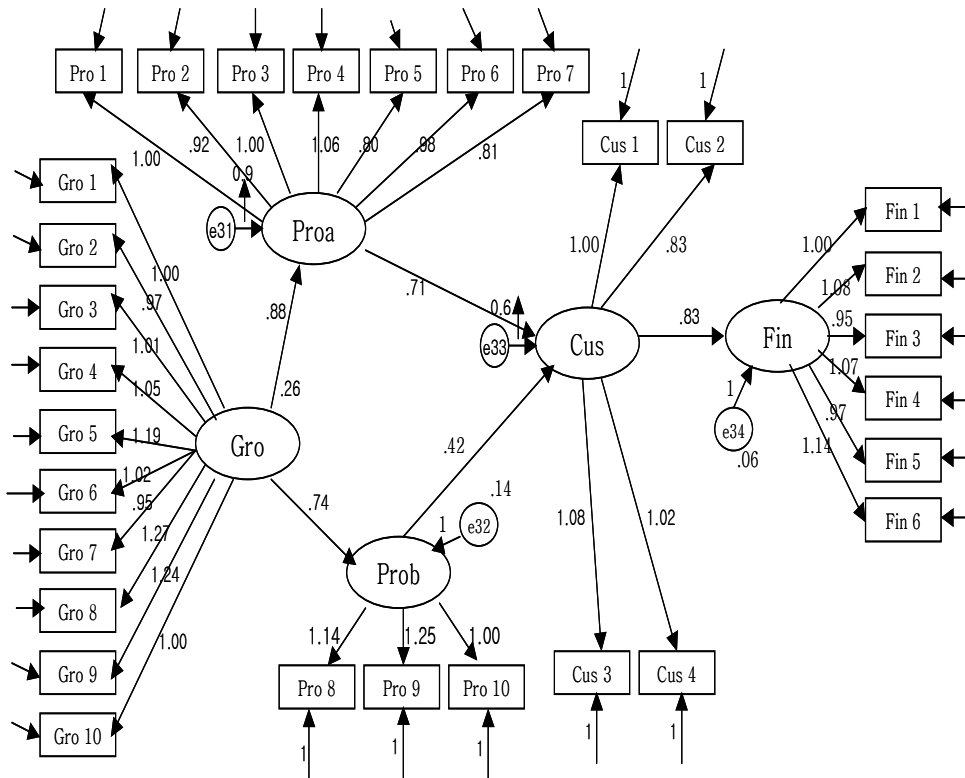 Pro 1 Pro 2 Pro 3 Pro 4 Pro 5 Pro 6 Pro 7
1 1
Cus 1 Cus 2
1.00 .92 1.00 1.06 .80 .98 .81
0.9
Gro 1
Gro 2
Gro 3
Gro 4
Gro 5
Gro 6
Gro 7
Gro 8
Gro 9
Gro 10
1.00
.97
1.01
1.05
1.19
1.02
.95
1.27
1.24
1.00
e31
Proa
.88
.26
Gro
.74
.71
0.6
e33
Cus
1.00 .83
.83
Fin
1
e34
.06
1.00
1.08
.95
1.07
.97
1.14
Fin 1
Fin 2
Fin 3
Fin 4
Fin 5
Fin 6
.42
.14
1
e32
Prob
1.14 1.25 1.00
Pro 8 Pro 9 Pro 10
1 1 1
1.08 1.02
Cus 3 Cus 4
1 1